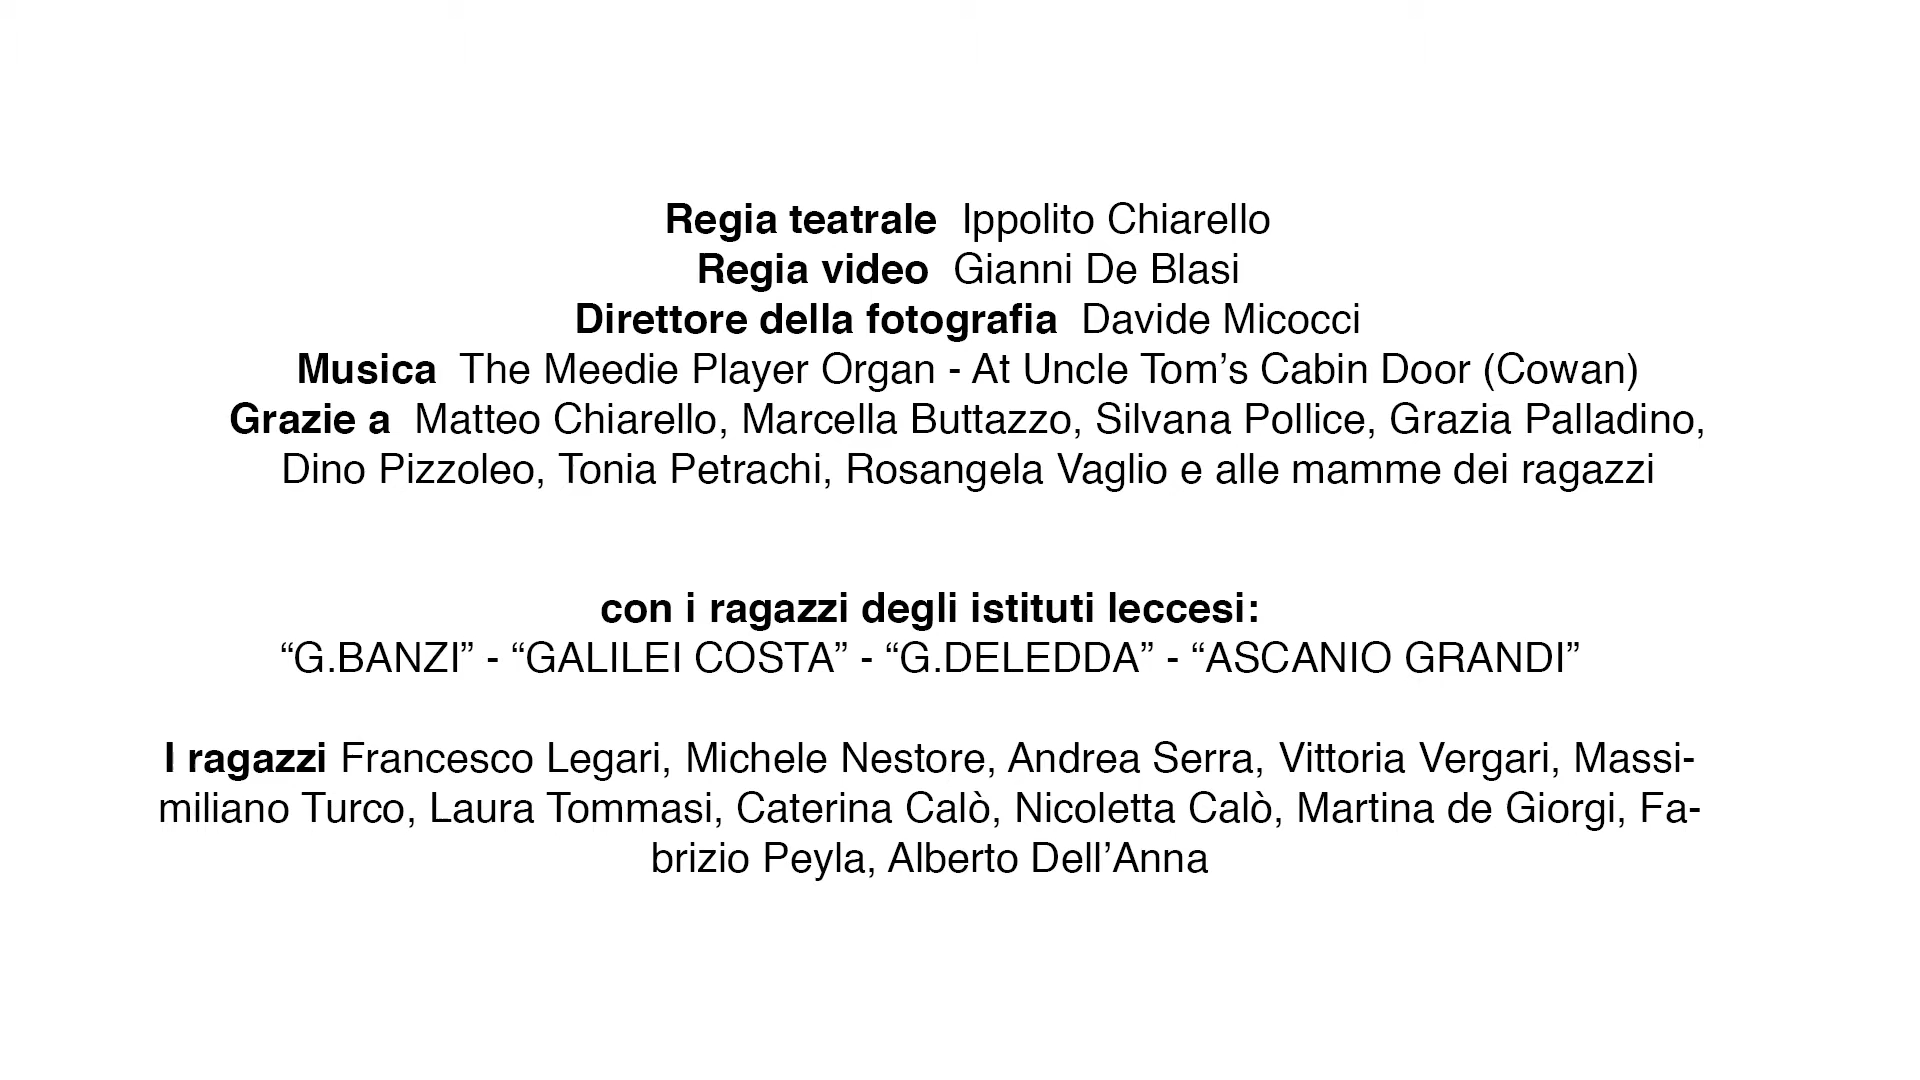 Regia teatrale Ippolito Chiarello
Regia video Gianni De Blasi
Direttore della fotografia Davide Micocci
Musica The Meedie Player Organ - At Uncle Tom’s Cabin Door (Cowan)
Grazie a Matteo Chiarello, Marcella Buttazzo, Silvana Pollice, Grazia Palladino,
Dino Pizzoleo, Tonia Petrachi, Rosangela Vaglio e alle mamme dei ragazzi
con i ragazzi degli istituti leccesi:
“G.BANZI” - “GALILEI COSTA” - “G.DELEDDA” - “ASCANIO GRANDI”
I ragazzi Francesco Legari, Michele Nestore, Andrea Serra, Vittoria Vergari, Massi-
miliano Turco, Laura Tommasi, Caterina Calò, Nicoletta Calò, Martina de Giorgi, Fa-
brizio Peyla, Alberto Dell’Anna